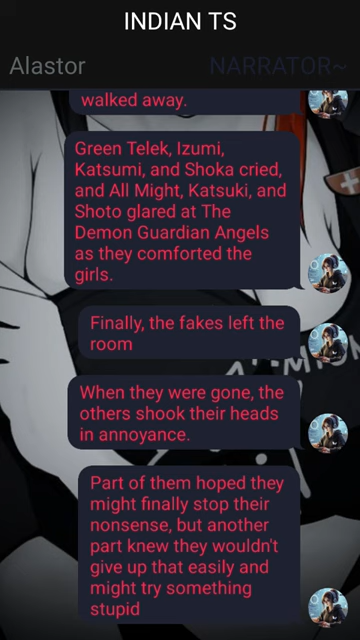 INDIAN TS
Alastor
NARRATOR~
walked away.
Green Telek, Izumi,
Katsumi, and Shoka cried,
and All Might, Katsuki, and
Shoto glared at The
Demon Guardian Angels
as they comforted the
girls.
Finally, the fakes left the
room
When they were gone, the
others shook their heads
in annoyance.
Part of them hoped they
might finally stop their
nonsense, but another
part knew they wouldn't
give up that easily and
might try something
stupid